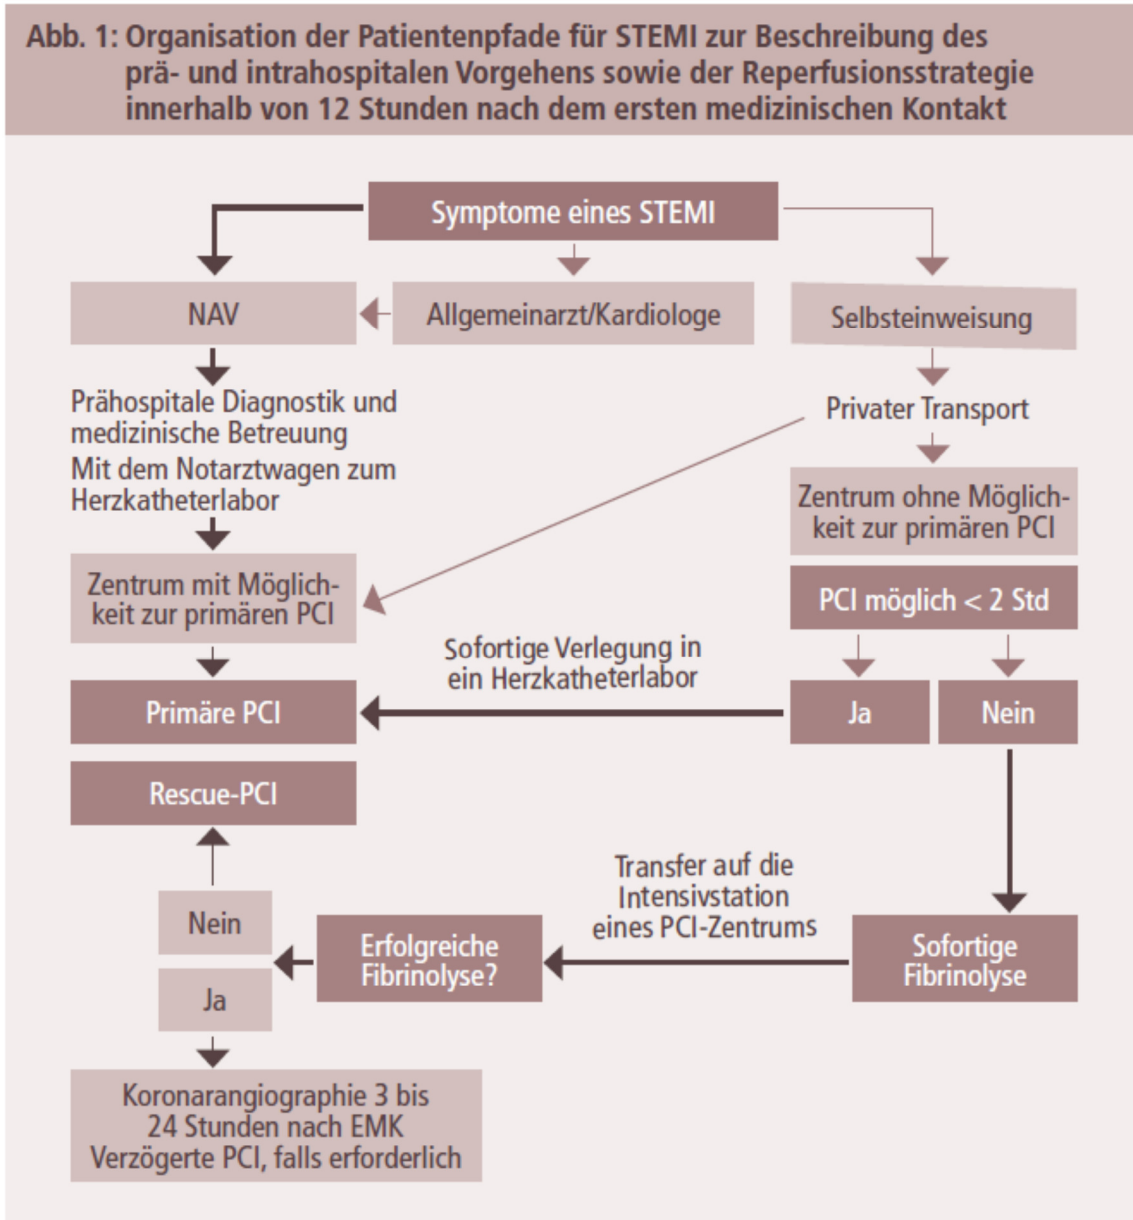 Abb. 1: Organisation der Patientenpfade für STEMI zur Beschreibung des
prä- und intrahospitalen Vorgehens sowie der Reperfusionsstrategie
innerhalb von 12 Stunden nach dem ersten medizinischen Kontakt
Symptome eines STEMI
NAV
Allgemeinarzt/Kardiologe
Selbsteinweisung
Prähospitale Diagnostik und
medizinische Betreuung
Mit dem Notarztwagen zum
Herzkatheterlabor
Privater Transport
Zentrum ohne Möglich-
keit zur primären PCI
Zentrum mit Möglich-
keit zur primären PCI
PCI möglich < 2 Std
Sofortige Verlegung in
ein Herzkatheterlabor
Primäre PCI
Ja
Nein
Rescue-PCI
Transfer auf die
Intensivstation
eines PCI-Zentrums
Nein
Erfolgreiche
Fibrinolyse?
Sofortige
Fibrinolyse
Ja
Koronarangiographie 3 bis
24 Stunden nach EMK
Verzögerte PCI, falls erforderlich